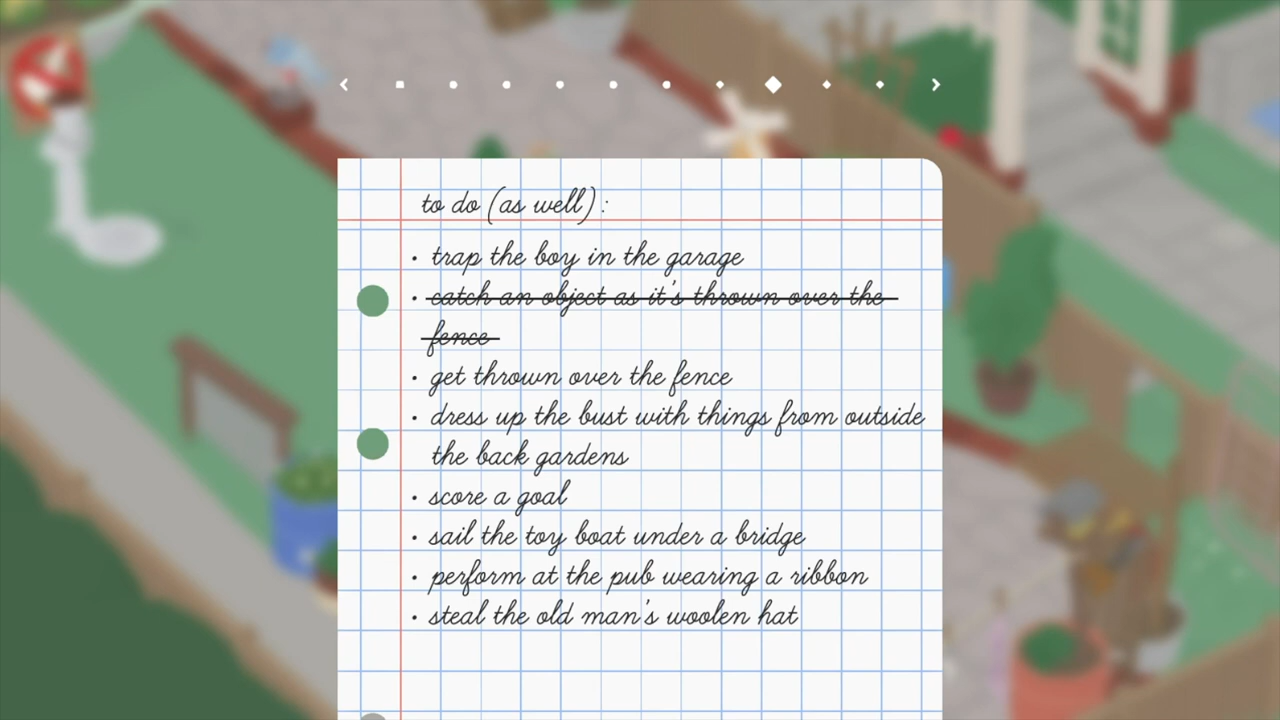 to do (as well):
• trap the boy in the garage
• catch an object as it's thrown over the
fence
• get thrown over the fence
• dress up the bust with things from outside
the back gardens
• score a goal
• sail the toy boat under a bridge
• perform at the pub wearing a ribbon
• steal the old man's woolen hat